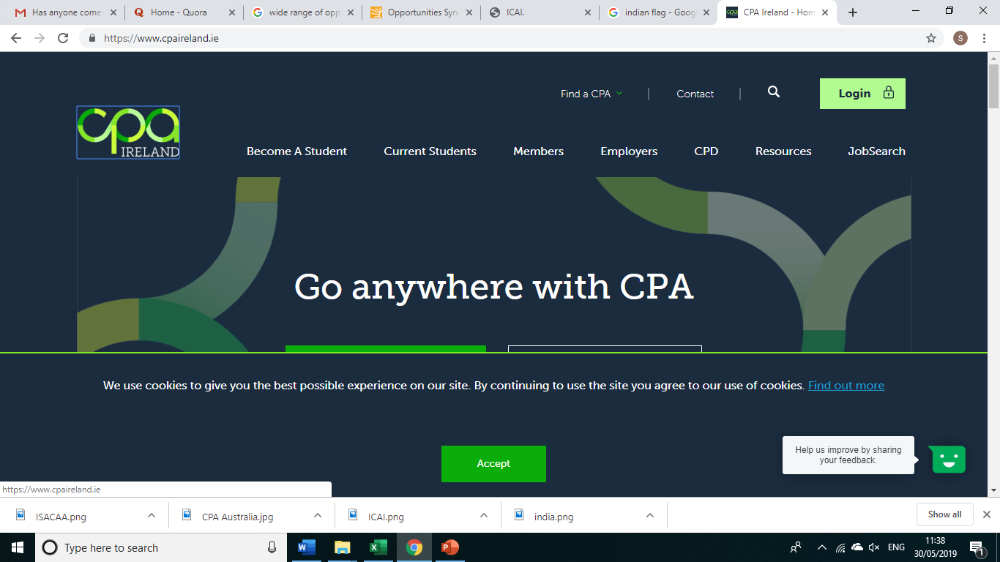 Has anyone come
Home - Quora
wide range of opp
Opportunities Syn
ICAI.
indian flag - Goog
CPA Ireland - Hom
https://www.cpaireland.ie
S
Find a CPA
Contact
Login
cpa
IRELAND
Become A Student
Current Students
Members
Employers
CPD
Resources
JobSearch
Go anywhere with CPA
We use cookies to give you the best possible experience on our site. By continuing to use the site you agree to our use of cookies. Find out more
Accept
Help us improve by sharing
your feedback.
https://www.cpaireland.ie
ISACAA.png
CPA Australia.jpg
ICAI.png
india.png
Show all
Type here to search
ENG
11:38
30/05/2019
1